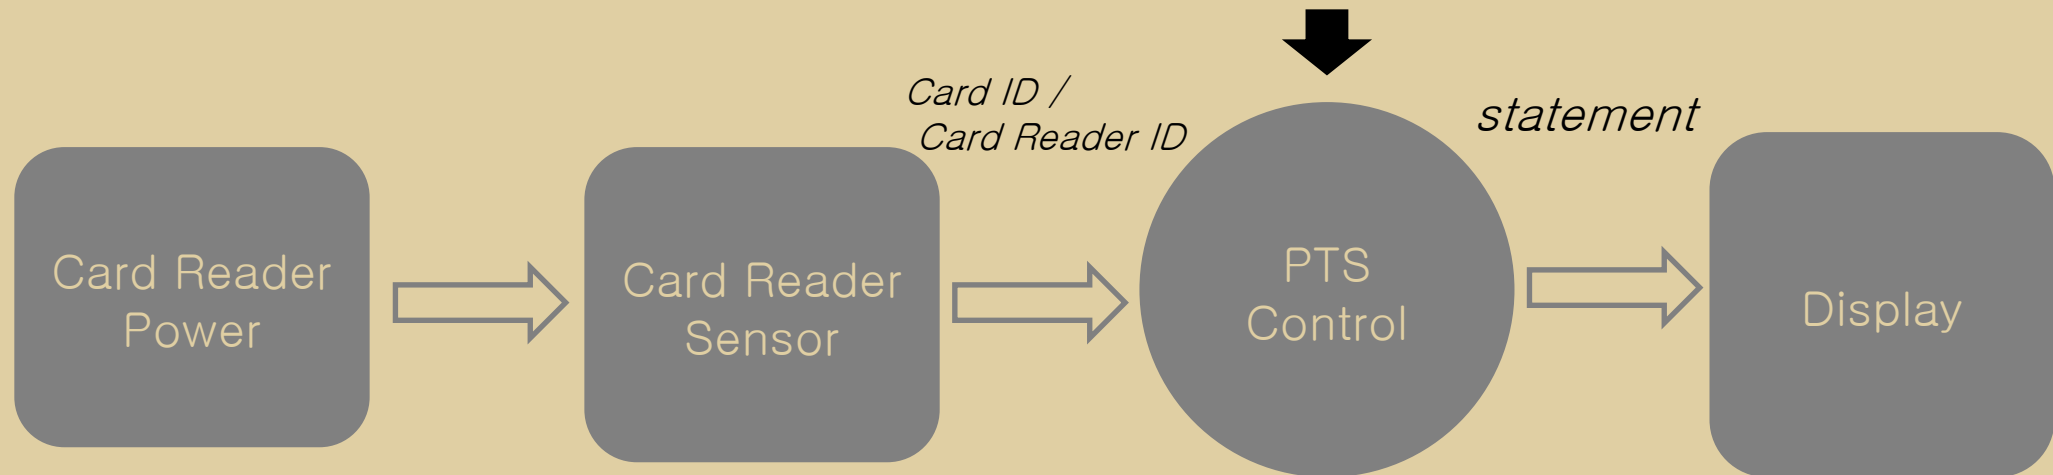 Card ID /
Card Reader ID
statement
Card Reader
Power
Card Reader
Sensor
PTS
Control
Display